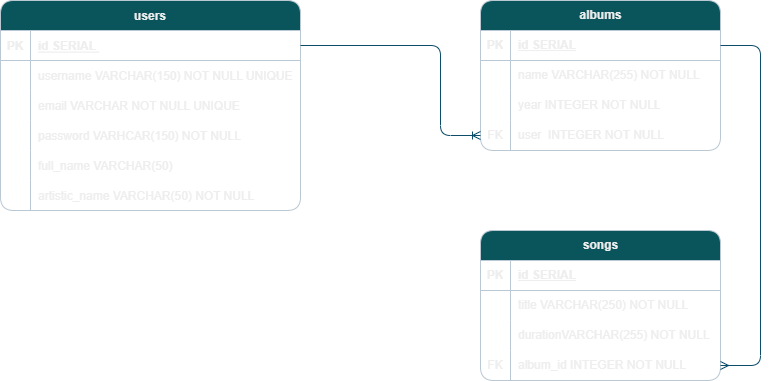 users
PK id SERIAL
username VARCHAR(150) NOT NULL UNIQUE
email VARCHAR NOT NULL UNIQUE
password VARHCAR(150) NOT NULL
full_name VARCHAR(50)
artistic_name VARCHAR(50) NOT NULL
albums
PK id SERIAL
name VARCHAR(255) NOT NULL
year INTEGER NOT NULL
FK user INTEGER NOT NULL
songs
PK id SERIAL
title VARCHAR(250) NOT NULL
durationVARCHAR(255) NOT NULL
FK album_id INTEGER NOT NULL